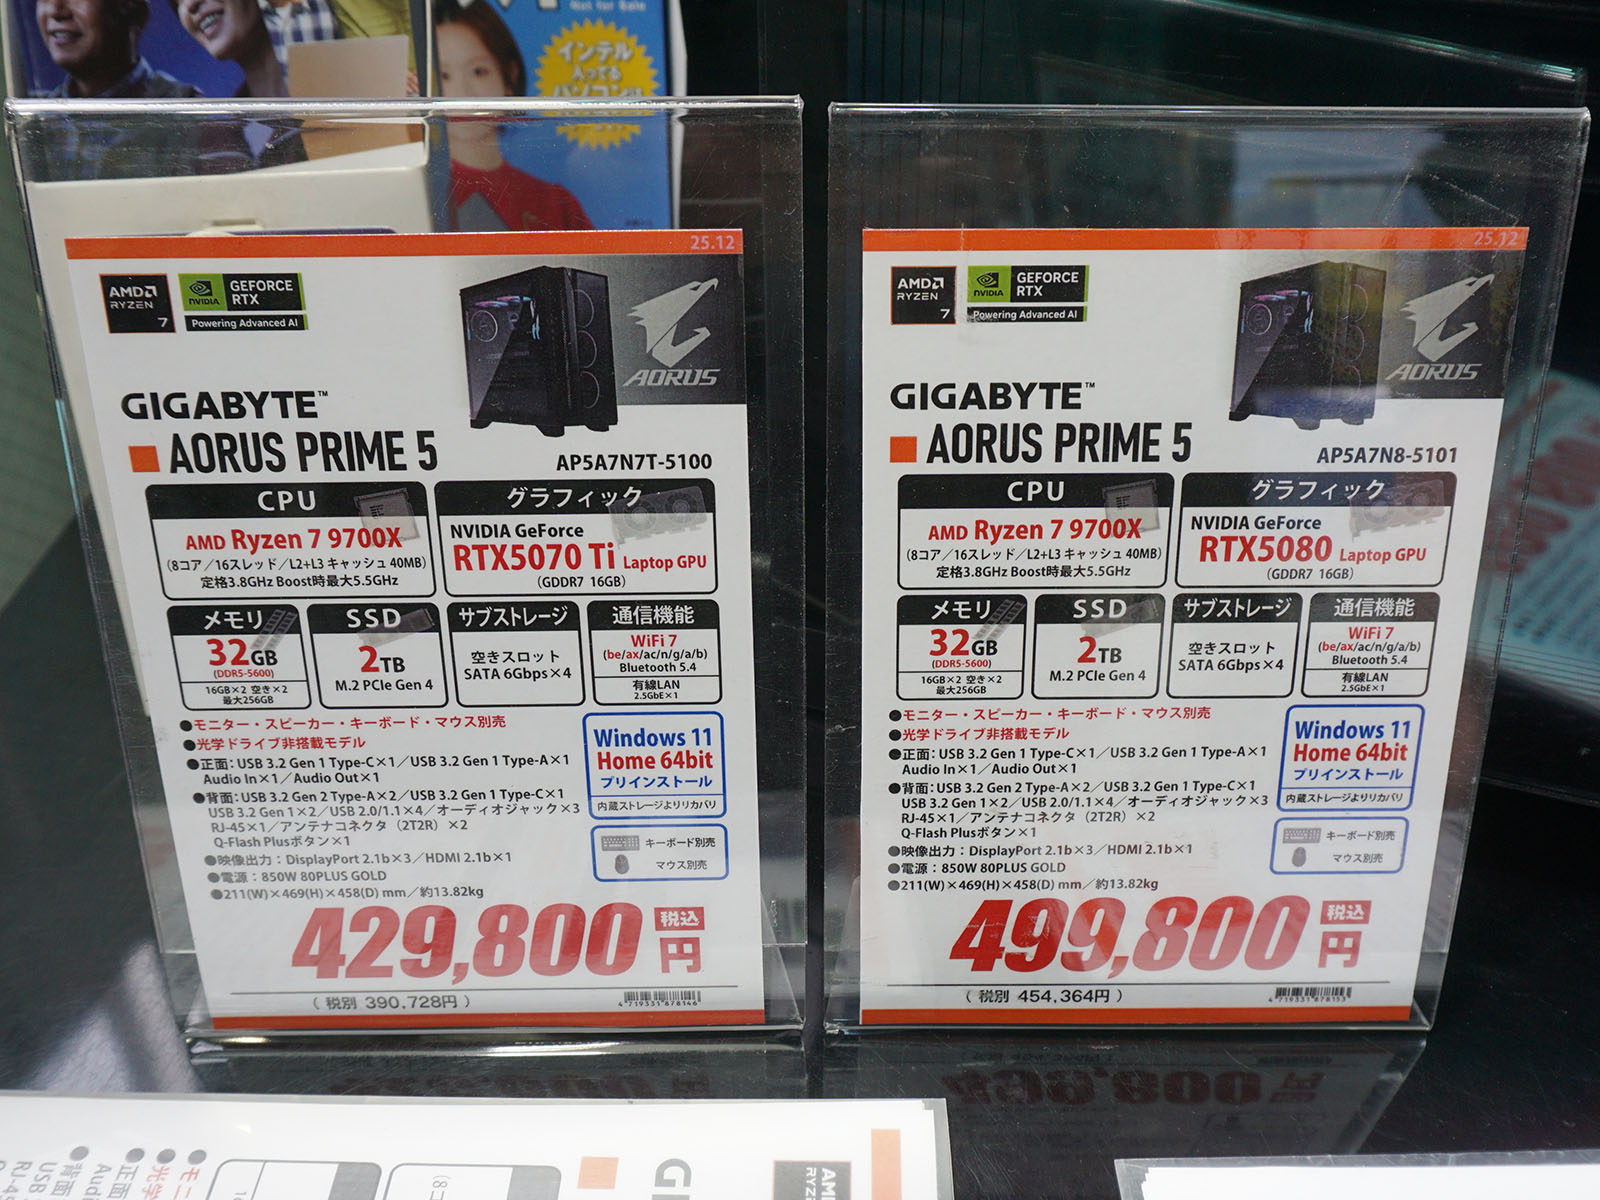 Not for Sale
インテル
入ってる
パソコンは
25.12
AMD
RYZEN
7
NVIDIA
GEFORCE
RTX
Powering Advanced AI
AORUS
GIGABYTE™
■AORUS PRIME 5
AP5A7N7T-5100
CPU
AMD Ryzen 7 9700X
(8コア/16スレッド/L2+L3 キャッシュ 40MB)
定格3.8GHz Boost時最大5.5GHz
グラフィック
NVIDIA GeForce
RTX5070 Ti Laptop GPU
(GDDR7 16GB)
メモリ
32GB
(DDR5-5600)
16GB×2 空き×2
最大256GB
SSD
2TB
M.2 PCIe Gen 4
サブストレージ
空きスロット
SATA 6Gbps×4
通信機能
WiFi 7
(be/ax/ac/n/g/a/b)
Bluetooth 5.4
有線LAN
2.5GbE×1
●モニター・スピーカー・キーボード・マウス別売
●光学ドライブ非搭載モデル
●正面：USB 3.2 Gen 1 Type-C×1/USB 3.2 Gen 1 Type-A×1
Audio In×1/Audio Out×1
●背面：USB 3.2 Gen 2 Type-A×2/USB 3.2 Gen 1 Type-C×1
USB 3.2 Gen 1×2/USB 2.0/1.1×4/オーディオジャック×3
RJ-45×1/アンテナコネクタ（2T2R）×2
Q-Flash Plusボタン×1
●映像出力：DisplayPort 2.1b×3/HDMI 2.1b×1
●電源：850W 80PLUS GOLD
●211(W)×469(H)×458(D) mm/約13.82kg
Windows 11
Home 64bit
プリインストール
内蔵ストレージよりリカバリ
キーボード別売
マウス別売
429,800円 税込
（ 税別 390,728円 ）
4 719331 878146
25.12
AMD
RYZEN
7
NVIDIA
GEFORCE
RTX
Powering Advanced AI
AORUS
GIGABYTE™
■AORUS PRIME 5
AP5A7N8-5101
CPU
AMD Ryzen 7 9700X
(8コア/16スレッド/L2+L3 キャッシュ 40MB)
定格3.8GHz Boost時最大5.5GHz
グラフィック
NVIDIA GeForce
RTX5080 Laptop GPU
(GDDR7 16GB)
メモリ
32GB
(DDR5-5600)
16GB×2 空き×2
最大256GB
SSD
2TB
M.2 PCIe Gen 4
サブストレージ
空きスロット
SATA 6Gbps×4
通信機能
WiFi 7
(be/ax/ac/n/g/a/b)
Bluetooth 5.4
有線LAN
2.5GbE×1
●モニター・スピーカー・キーボード・マウス別売
●光学ドライブ非搭載モデル
●正面：USB 3.2 Gen 1 Type-C×1/USB 3.2 Gen 1 Type-A×1
Audio In×1/Audio Out×1
●背面：USB 3.2 Gen 2 Type-A×2/USB 3.2 Gen 1 Type-C×1
USB 3.2 Gen 1×2/USB 2.0/1.1×4/オーディオジャック×3
RJ-45×1/アンテナコネクタ（2T2R）×2
Q-Flash Plusボタン×1
●映像出力：DisplayPort 2.1b×3/HDMI 2.1b×1
●電源：850W 80PLUS GOLD
●211(W)×469(H)×458(D) mm/約13.82kg
Windows 11
Home 64bit
プリインストール
内蔵ストレージよりリカバリ
キーボード別売
マウス別売
499,800円 税込
（ 税別 454,364円 ）
4 719331 878153